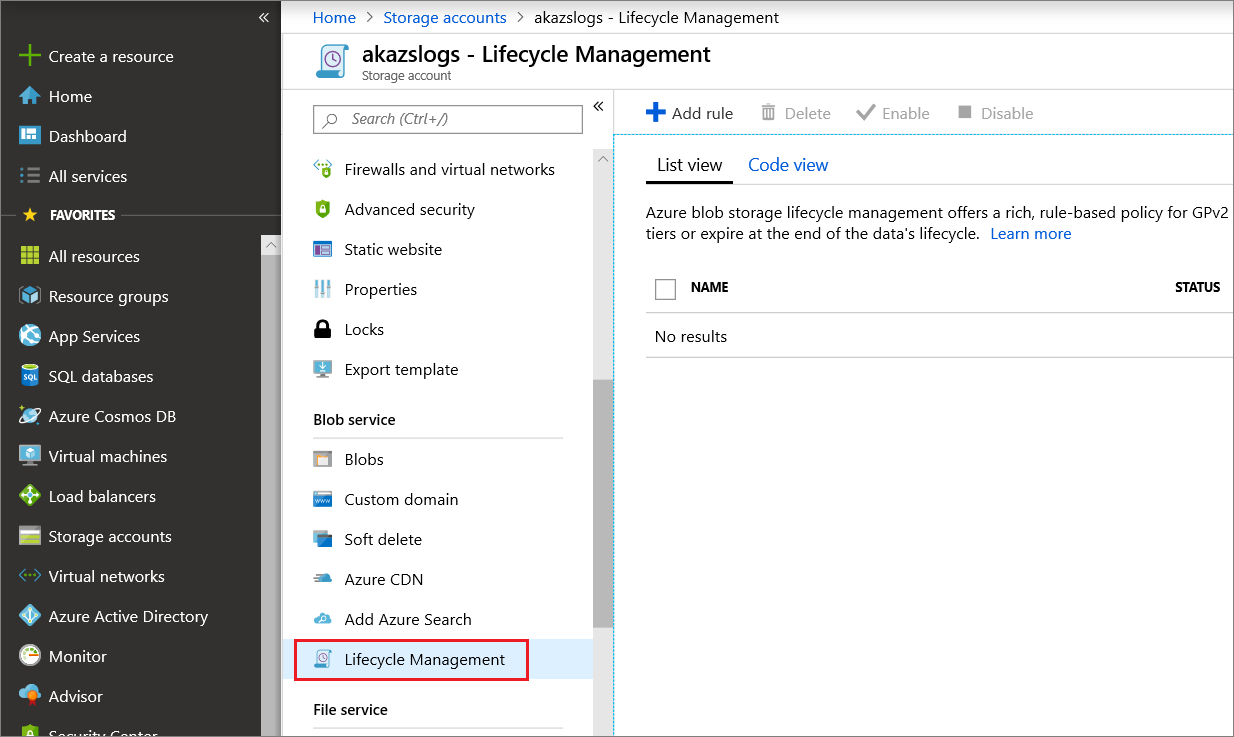 «
Create a resource
Home
Dashboard
All services
FAVORITES
All resources
Resource groups
App Services
SQL
SQL databases
Azure Cosmos DB
Virtual machines
Load balancers
Storage accounts
Virtual networks
Azure Active Directory
Monitor
Advisor
Security Center
Home > Storage accounts > akazslogs - Lifecycle Management
akazslogs - Lifecycle Management
Storage account
Search (Ctrl+/)
«
Firewalls and virtual networks
Advanced security
Static website
Properties
Locks
Export template
Blob service
Blobs
www
Custom domain
Soft delete
Azure CDN
Add Azure Search
Lifecycle Management
File service
Add rule Delete Enable Disable
List view Code view
Azure blob storage lifecycle management offers a rich, rule-based policy for GPv2
tiers or expire at the end of the data's lifecycle. Learn more
NAME STATUS
No results